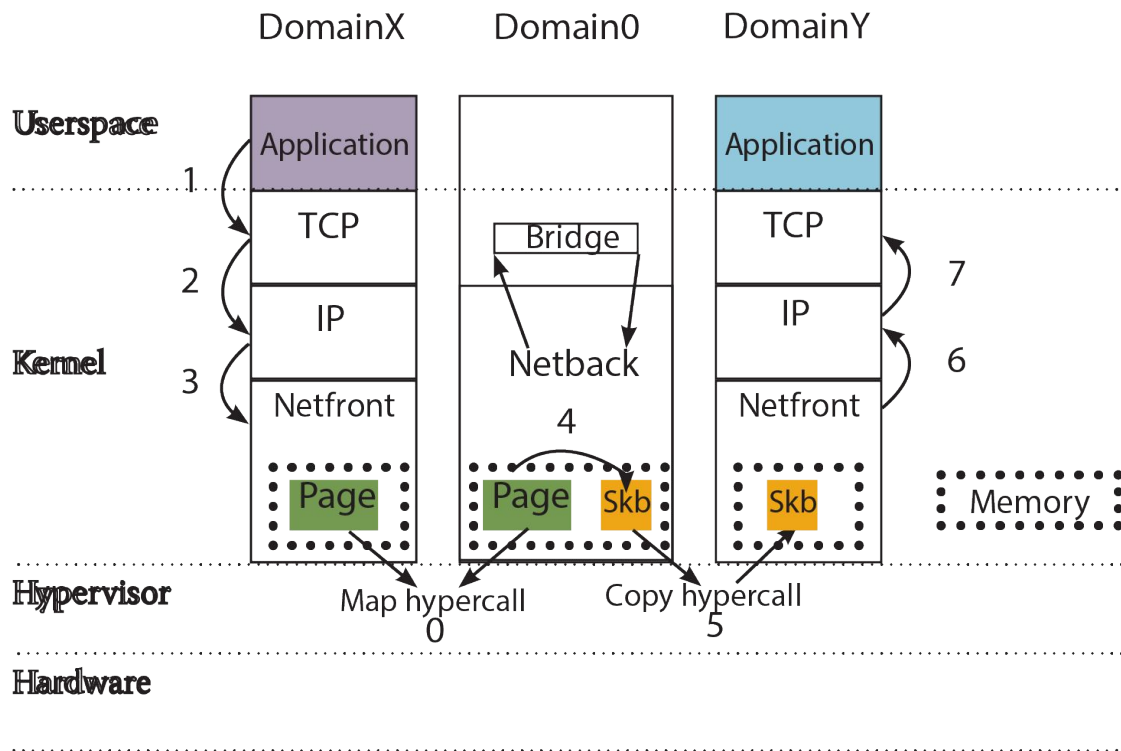 DomainX Domain0 DomainY
Userspace
Application
Application
1
TCP
Bridge
TCP
2
7
IP
IP
Kernel
Netback
6
3
Netfront
4
Netfront
Page
Page
Skb
Skb
Memory
Hypervisor
Map hypercall
Copy hypercall
0
5
Hardware